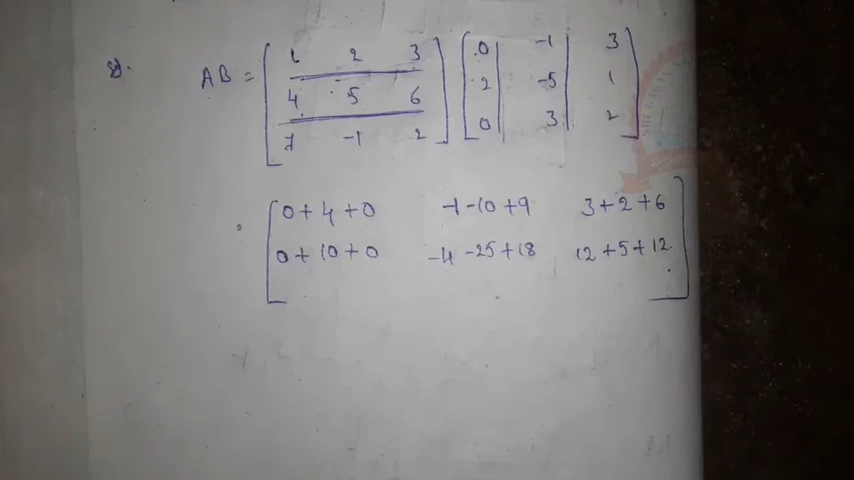 AB = [ 1 2 3
4 5 6
7 -1 2 ] [ 0 | -1 | 3
2 | -5 | 1
0 | 3 | 2 ]
[ 0+4+0 -1-10+9 3+2+6
0+10+0 -4-25+18 12+5+12 ]